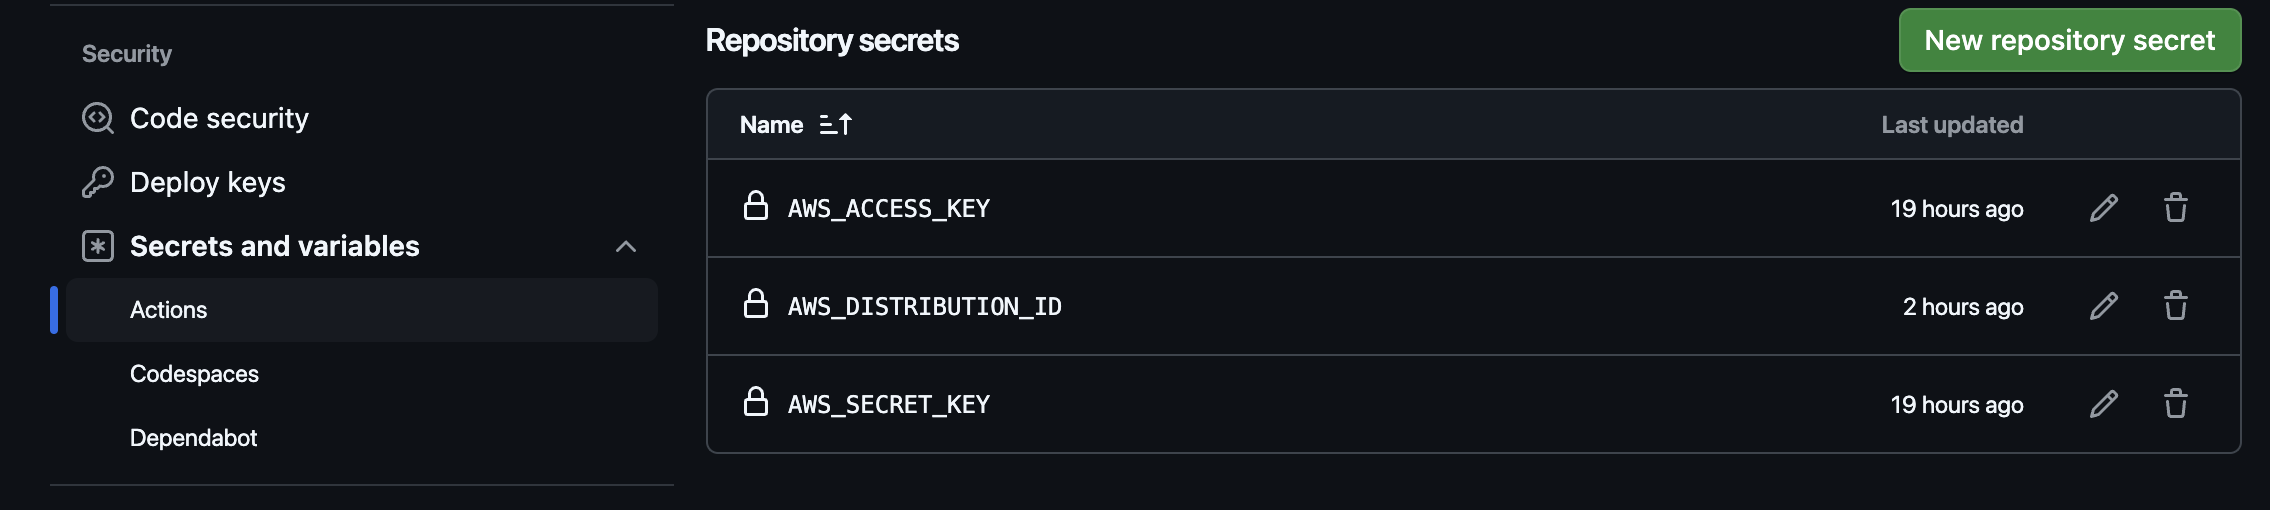 Security
Code security
Deploy keys
Secrets and variables
Actions
Codespaces
Dependabot
Repository secrets
New repository secret
Name
Last updated
AWS_ACCESS_KEY
19 hours ago
AWS_DISTRIBUTION_ID
2 hours ago
AWS_SECRET_KEY
19 hours ago